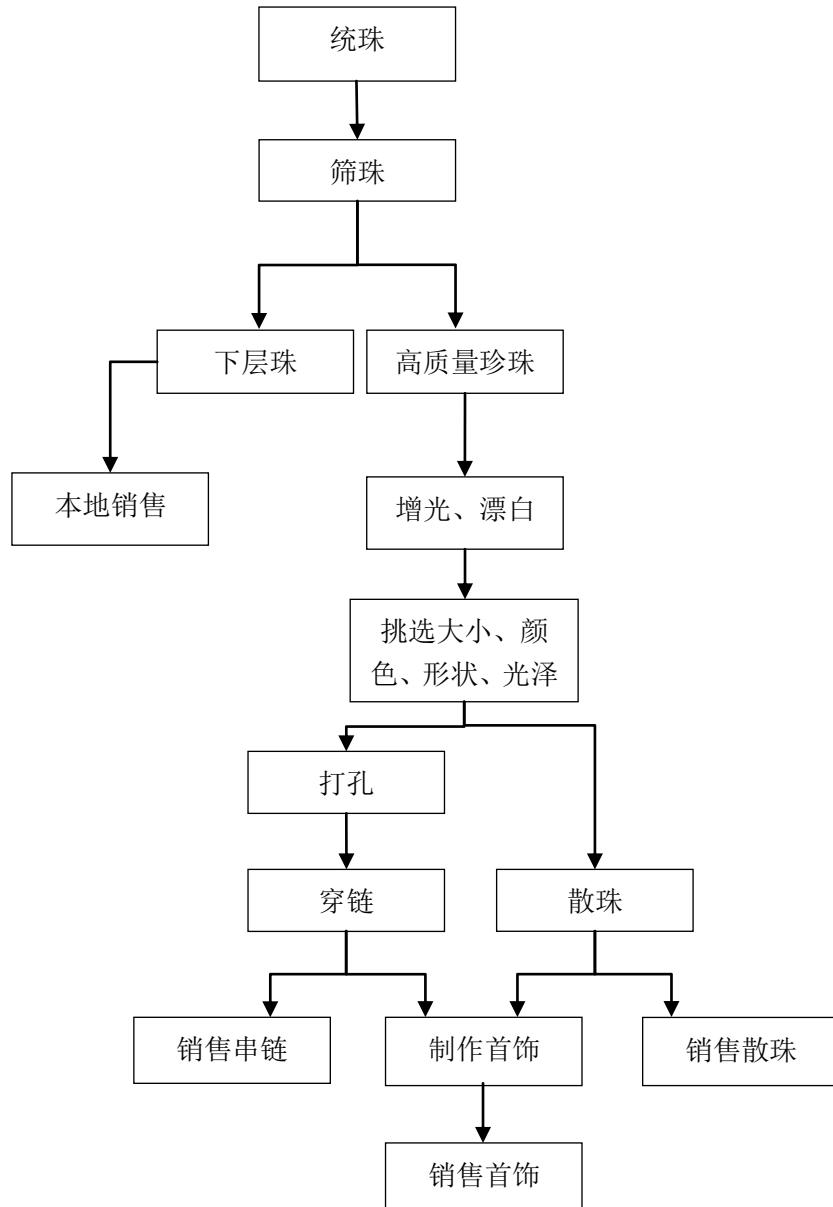 统珠
筛珠
下层珠
高质量珍珠
本地销售
增光、漂白
挑选大小、颜
色、形状、光泽
打孔
穿链
散珠
销售串链
制作首饰
销售散珠
销售首饰